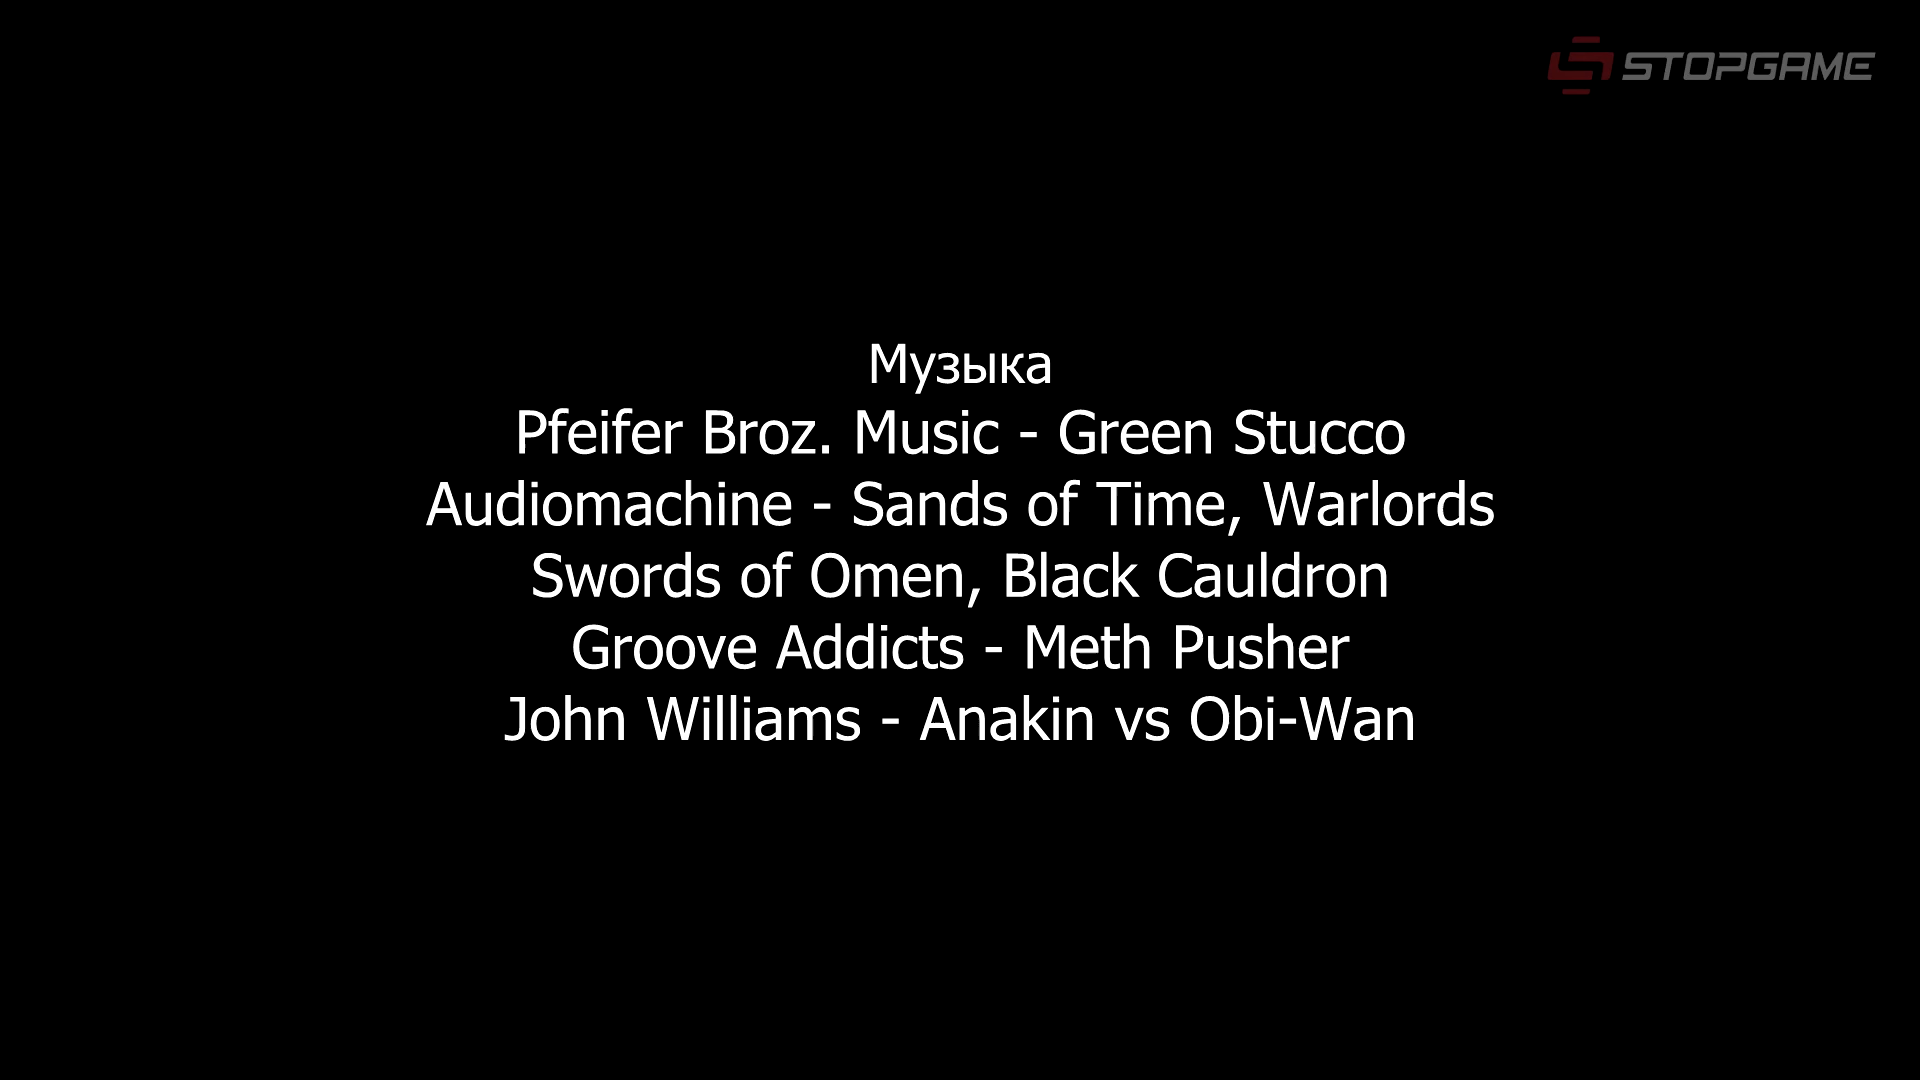 STOPGAME
Музыка
Pfeifer Broz. Music - Green Stucco
Audiomachine - Sands of Time, Warlords
Swords of Omen, Black Cauldron
Groove Addicts - Meth Pusher
John Williams - Anakin vs Obi-Wan